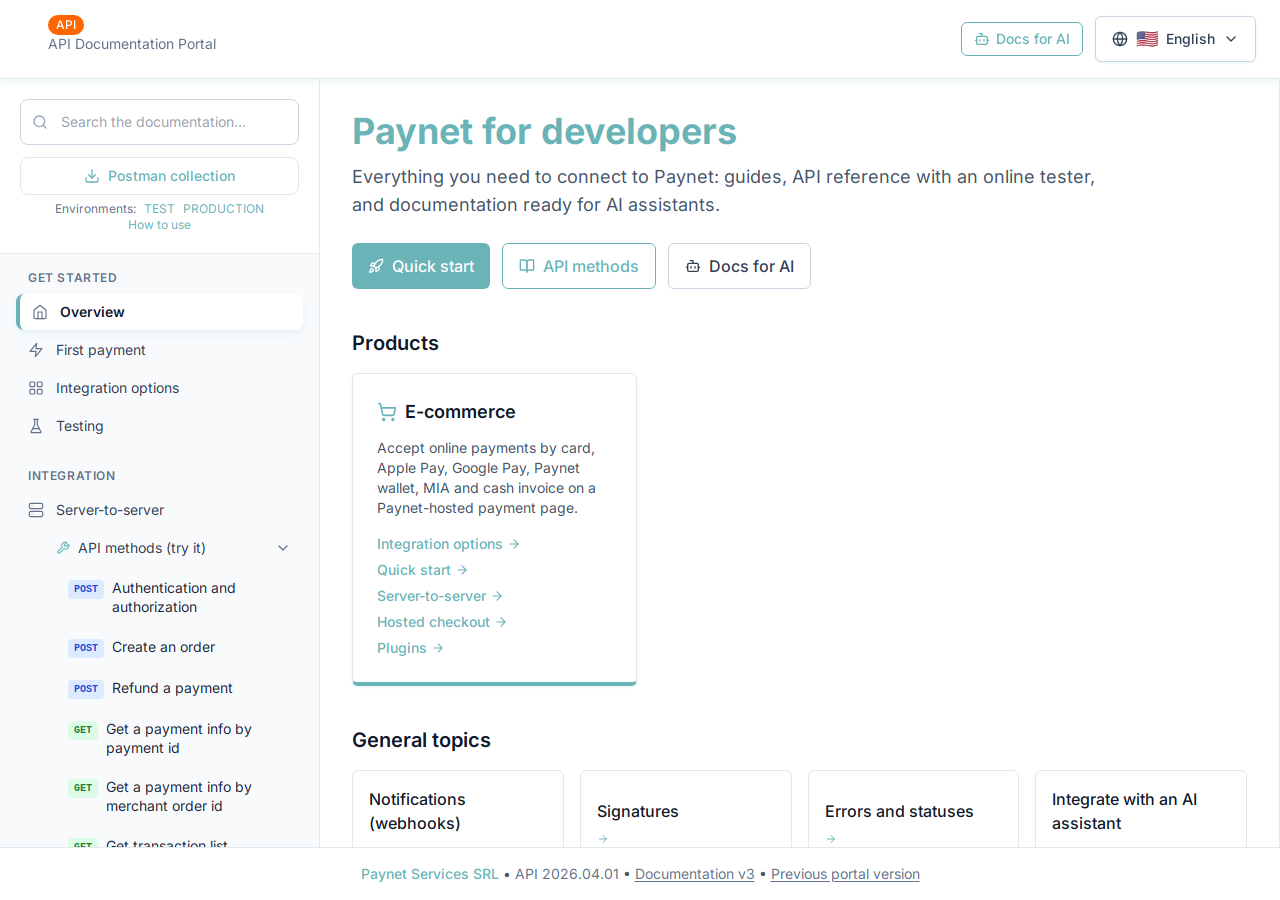 API
API Documentation Portal
Docs for AI
English
Search the documentation...
Postman collection
Environments: TEST PRODUCTION
How to use
GET STARTED
Overview
First payment
Integration options
Testing
INTEGRATION
Server-to-server
API methods (try it)
POST Authentication and
authorization
POST Create an order
POST Refund a payment
GET Get a payment info by
payment id
GET Get a payment info by
merchant order id
GET Get transaction list
Paynet for developers
Everything you need to connect to Paynet: guides, API reference with an online tester,
and documentation ready for AI assistants.
Quick start
API methods
Docs for AI
Products
E-commerce
Accept online payments by card,
Apple Pay, Google Pay, Paynet
wallet, MIA and cash invoice on a
Paynet-hosted payment page.
Integration options →
Quick start →
Server-to-server →
Hosted checkout →
Plugins →
General topics
Notifications
(webhooks)
Signatures
→
Errors and statuses
→
Integrate with an AI
assistant
Paynet Services SRL • API 2026.04.01 • Documentation v3 • Previous portal version